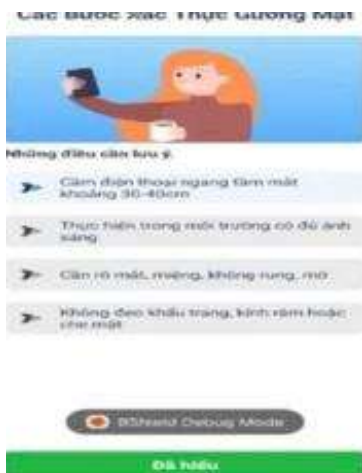 Các Bước Xác Thực Gương Mặt
Những điều cần lưu ý.
Cầm điện thoại ngang tầm mắt
khoảng 30-40cm
Thực hiện trong môi trường có đủ ánh
sáng
Cần rõ mắt, miệng, không rung, mờ
Không đeo khẩu trang, kính râm hoặc
che mặt
BShield Debug Mode
Đã hiểu